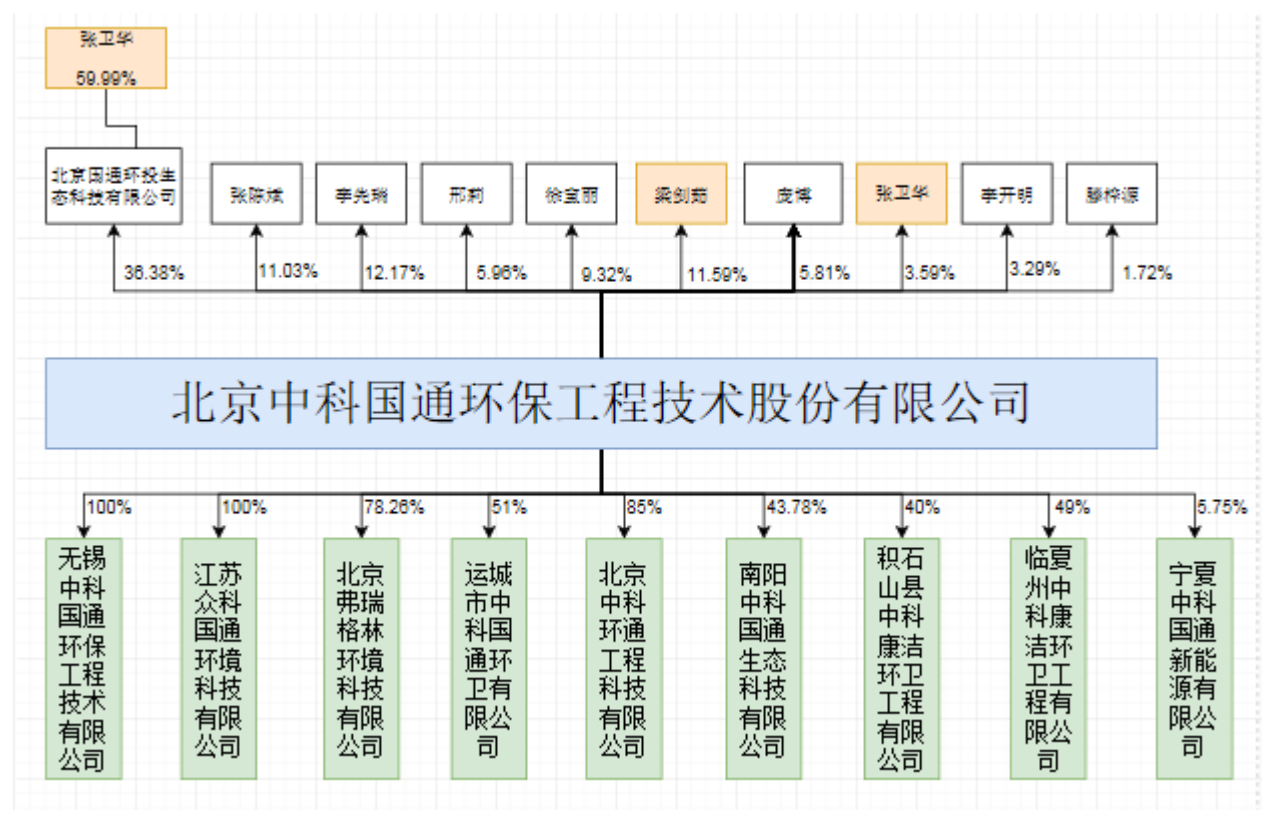 张卫华
59.99%
北京国通环投生
态科技有限公司
张陈斌
李先瑞
邢莉
徐宝丽
梁剑茹
庞博
张卫华
李开明
滕梓源
36.38%
11.03%
12.17%
5.96%
9.32%
11.59%
5.81%
3.59%
3.29%
1.72%
北京中科国通环保工程技术股份有限公司
100%
100%
78.26%
51%
85%
43.78%
40%
49%
5.75%
无锡
中科
国通
环保
工程
技术
有限
公司
江苏
众科
国通
环境
科技
有限
公司
北京
弗瑞
格林
环境
科技
有限
公司
运城
市中
科国
通环
卫有
限公
司
北京
中科
环通
工程
科技
有限
公司
南阳
中科
国通
生态
科技
有限
公司
积石
山县
中科
康洁
环卫
工程
有限
公司
临夏
州中
科康
洁环
卫工
程有
限公
司
宁夏
中科
国通
新能
源有
限公
司